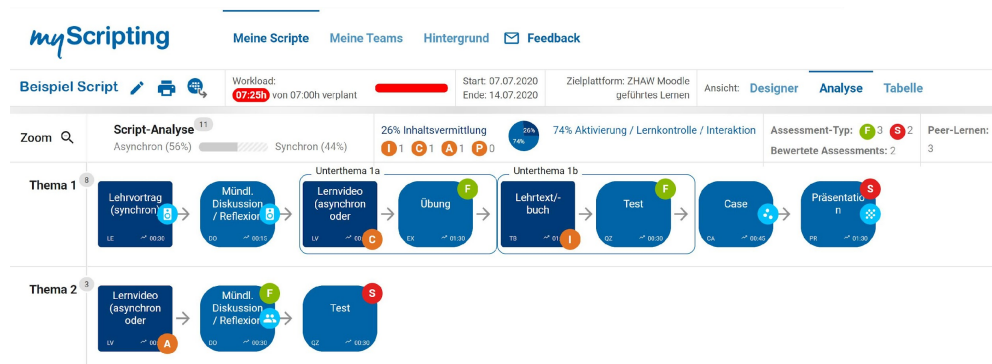 myScripting
Meine Scripte Meine Teams Hintergrund Feedback
Beispiel Script
Workload:
07:25h von 07:00h verplant
Start: 07.07.2020
Ende: 14.07.2020
Zielplattform: ZHAW Moodle
geführtes Lernen
Ansicht: Designer Analyse Tabelle
Zoom
Script-Analyse 11
Asynchron (56%) Synchron (44%)
26% Inhaltsvermittlung
I 1 C 1 A 1 P 0
26%
74%
74% Aktivierung / Lernkontrolle / Interaktion
Assessment-Typ: F 3 S 2
Bewertete Assessments: 2
Peer-Lernen:
3
Thema 1 8
Lehrvortrag
(synchron)
LE 00:30
Mündl.
Diskussion
/ Reflexion
DO 00:15
Unterthema 1a
Lernvideo
(asynchron
oder
LV C
Übung F
EX 01:30
Unterthema 1b
Lehrtext/-
buch
TB I
Test F
QZ 00:30
Case
CA 00:45
Präsentatio
n
S
PR 01:30
Thema 2 3
Lernvideo
(asynchron
oder
LV A
Mündl.
Diskussion
/ Reflexion
F
DO 00:30
Test S
QZ 00:30